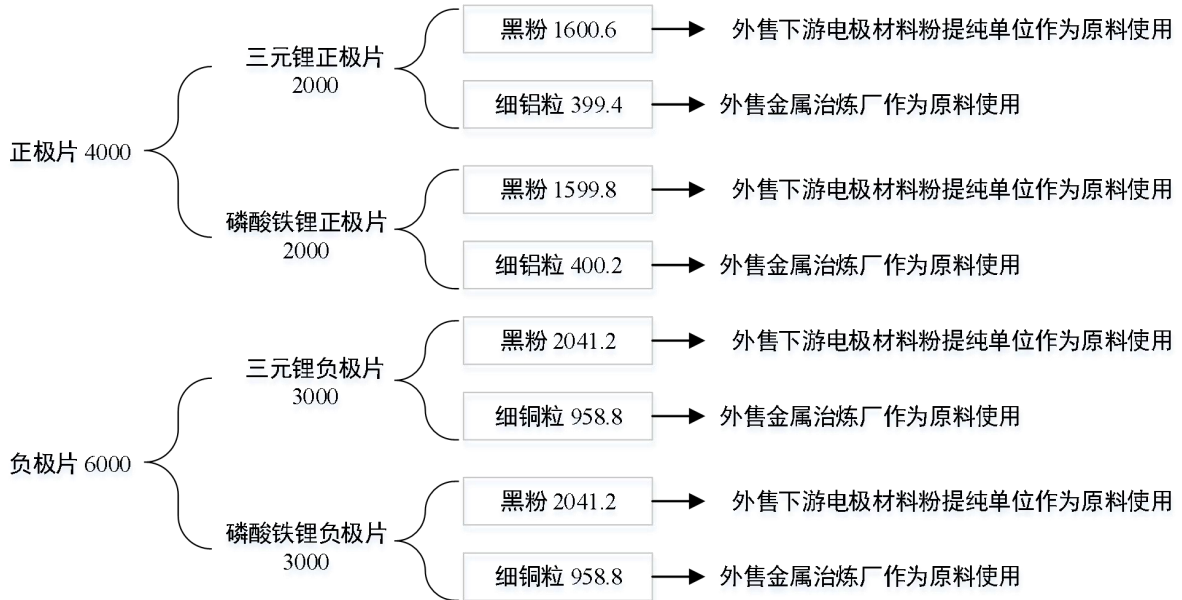 黑粉 1600.6
外售下游电极材料粉提纯单位作为原料使用
三元锂正极片
2000
细铝粒 399.4
外售金属冶炼厂作为原料使用
正极片 4000
黑粉 1599.8
外售下游电极材料粉提纯单位作为原料使用
磷酸铁锂正极片
2000
细铝粒 400.2
外售金属冶炼厂作为原料使用
黑粉 2041.2
外售下游电极材料粉提纯单位作为原料使用
三元锂负极片
3000
细铜粒 958.8
外售金属冶炼厂作为原料使用
负极片 6000
黑粉 2041.2
外售下游电极材料粉提纯单位作为原料使用
磷酸铁锂负极片
3000
细铜粒 958.8
外售金属冶炼厂作为原料使用